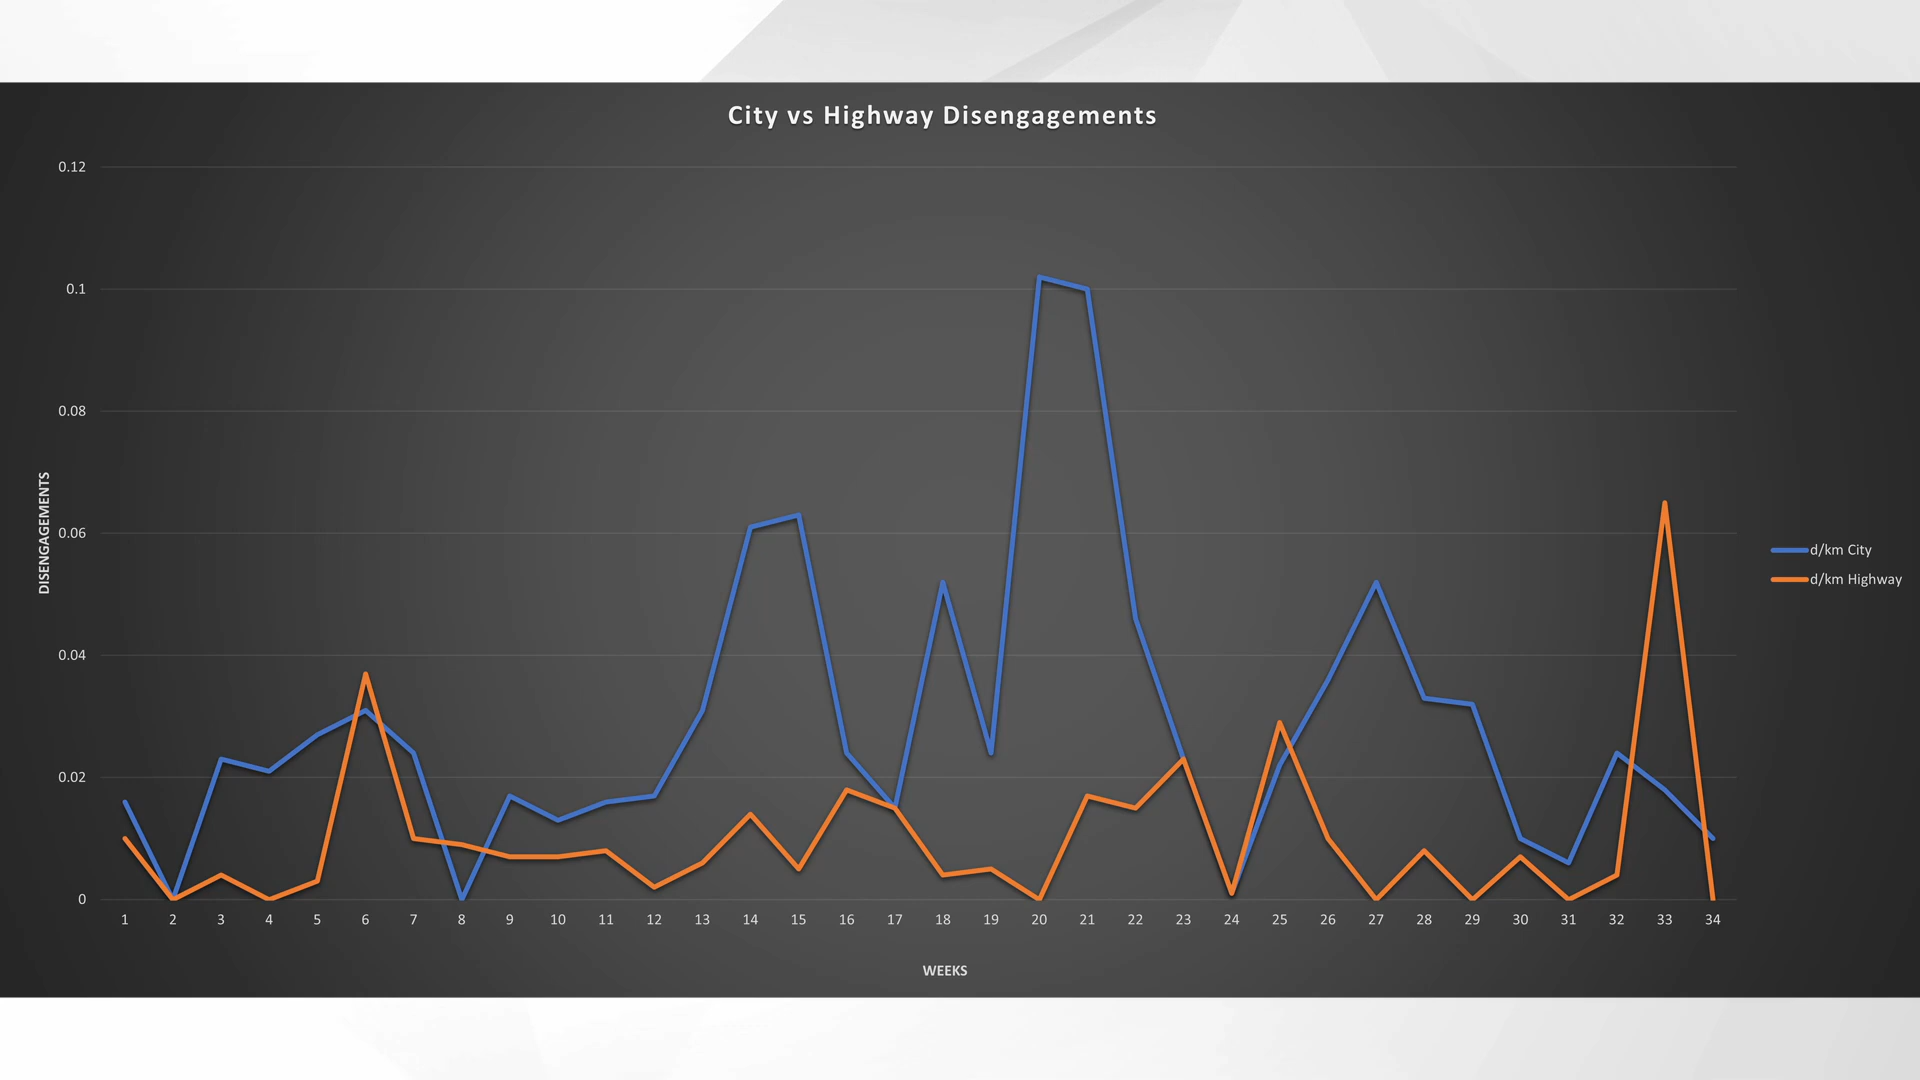 City vs Highway Disengagements
0.12
0.1
0.08
0.06
0.04
0.02
0
DISENGAGEMENTS
1 2 3 4 5 6 7 8 9 10 11 12 13 14 15 16 17 18 19 20 21 22 23 24 25 26 27 28 29 30 31 32 33 34
WEEKS
d/km City
d/km Highway